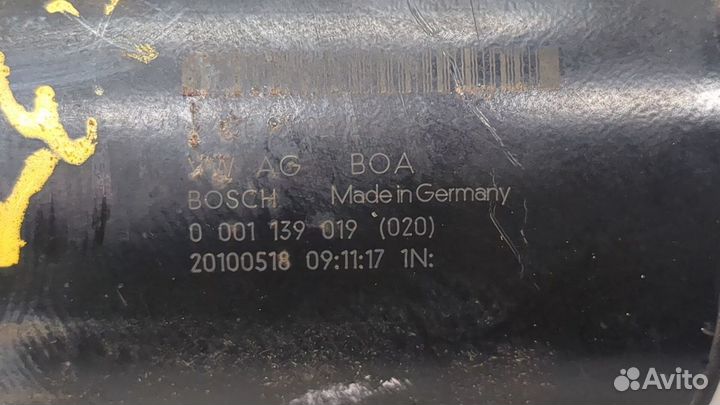 VW AG BOA
BOSCH Made in Germany
0 001 139 019 (020)
20100518 09:11:17 1N:
Avito